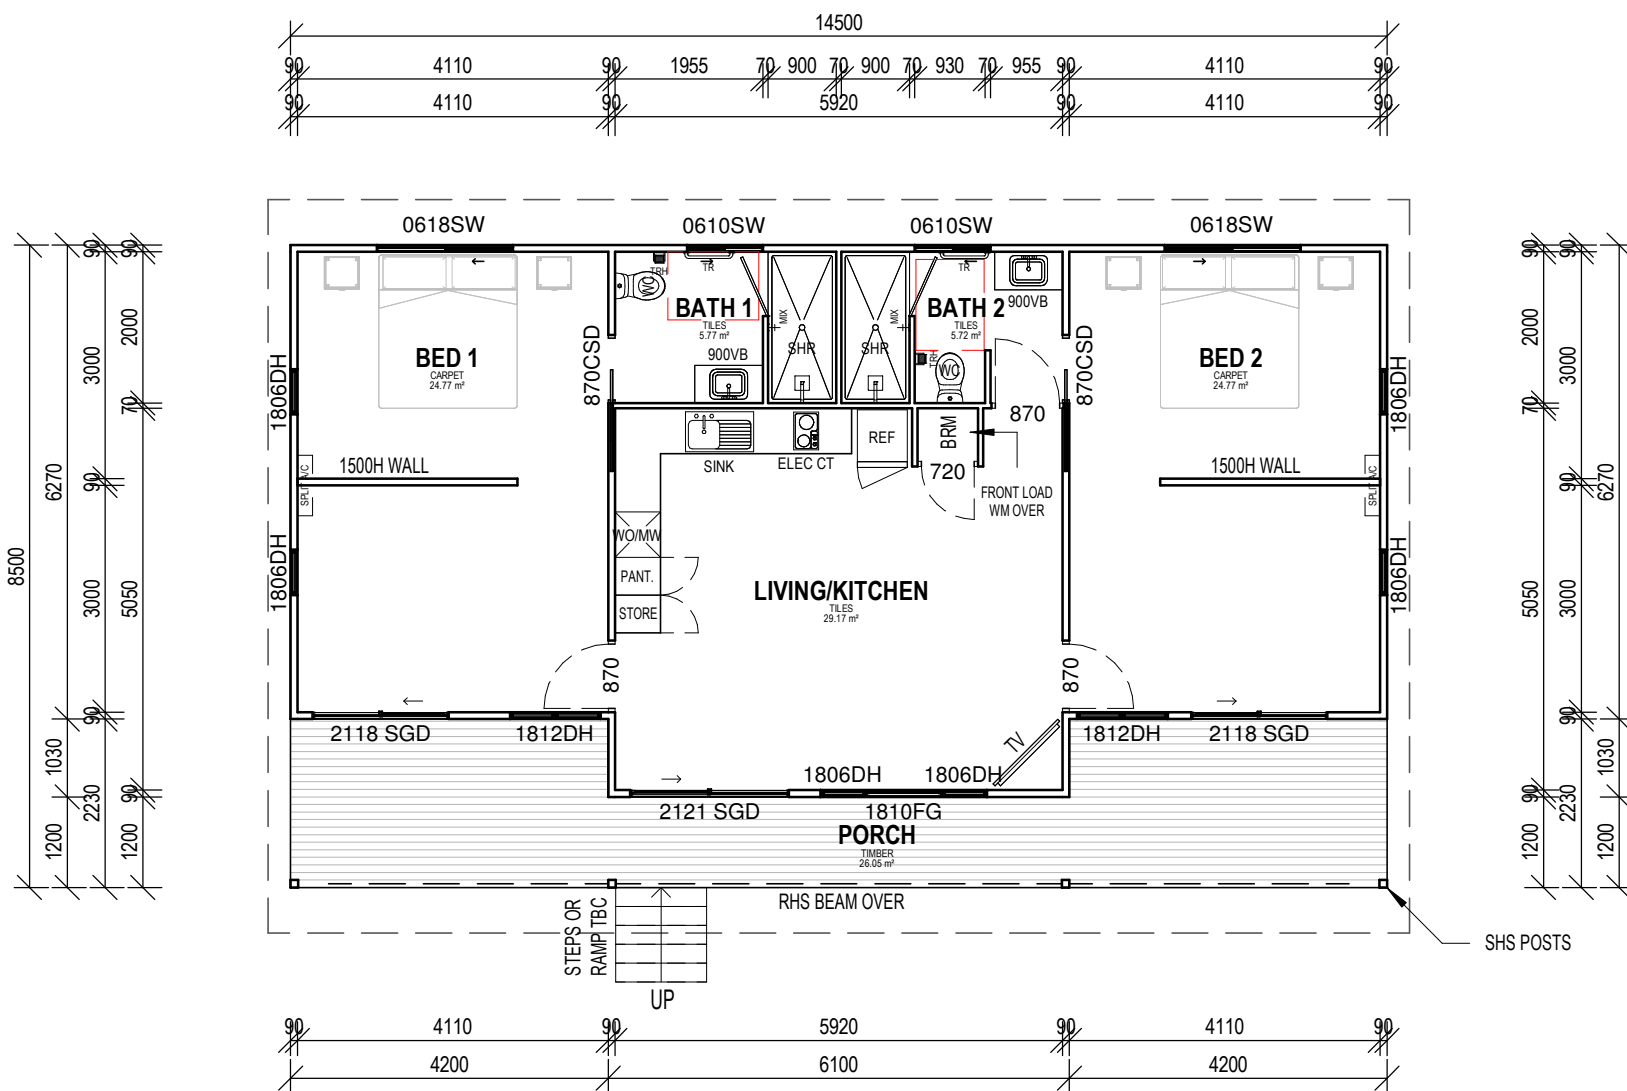 14500
90 4110 90 1955 70 900 70 900 70 930 70 955 90 4110 90
90 4110 90 5920 90 4110 90
0618SW 0610SW 0610SW 0618SW
8500
6270 1030 1200
90 3000 90 3000 90 2230
90 2000 70 5050 90 1030 90 1200
1806DH
1806DH
BED 1
CARPET
24.77 m²
1500H WALL
SPLIT A/C
870CSD
WC
TRH
TR
BATH 1
TILES
5.77 m²
900VB
MIX
SHR
SHR
MIX
TR
BATH 2
TILES
5.72 m²
900VB
TRH
WC
870CSD
870
BED 2
CARPET
24.77 m²
1500H WALL
SPLIT A/C
1806DH
1806DH
SINK
ELEC CT
REF
BRM
720
FRONT LOAD
WM OVER
WO/MW
PANT.
STORE
LIVING/KITCHEN
TILES
29.17 m²
870
870
TV
2118 SGD 1812DH
1812DH 2118 SGD
1806DH 1806DH
2121 SGD 1810FG
PORCH
TIMBER
26.05 m²
RHS BEAM OVER
STEPS OR
RAMP TBC
UP
SHS POSTS
90 2000 70 5050 90 1030 90 1200
90 3000 90 3000 90 2230
6270 1030 1200
90 4110 90 5920 90 4110 90
4200 6100 4200